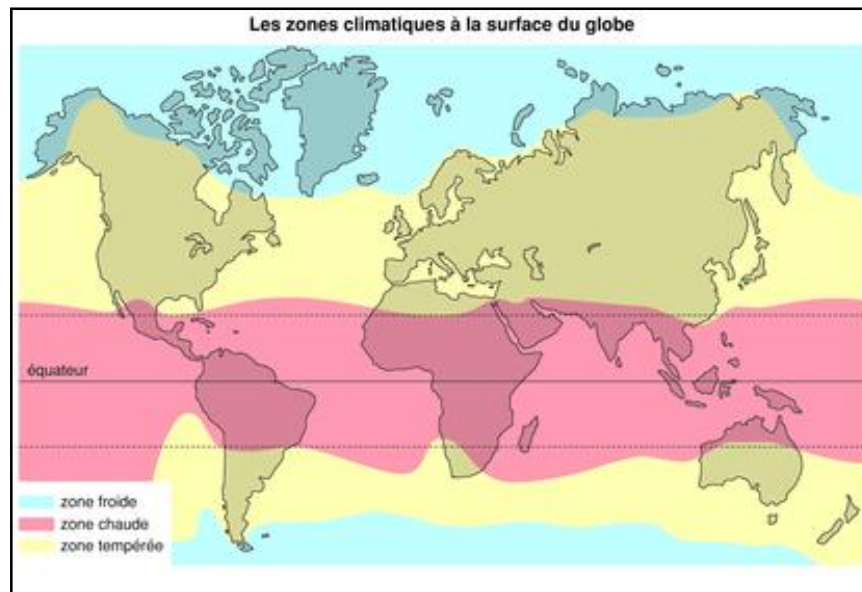 Les zones climatiques à la surface du globe
équateur
zone froide
zone chaude
zone tempérée